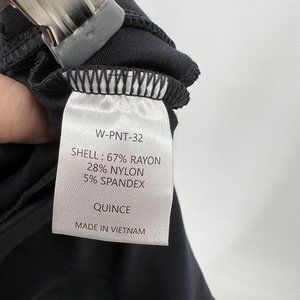 W-PNT-32
SHELL : 67% RAYON
28% NYLON
5% SPANDEX
QUINCE
MADE IN VIETNAM